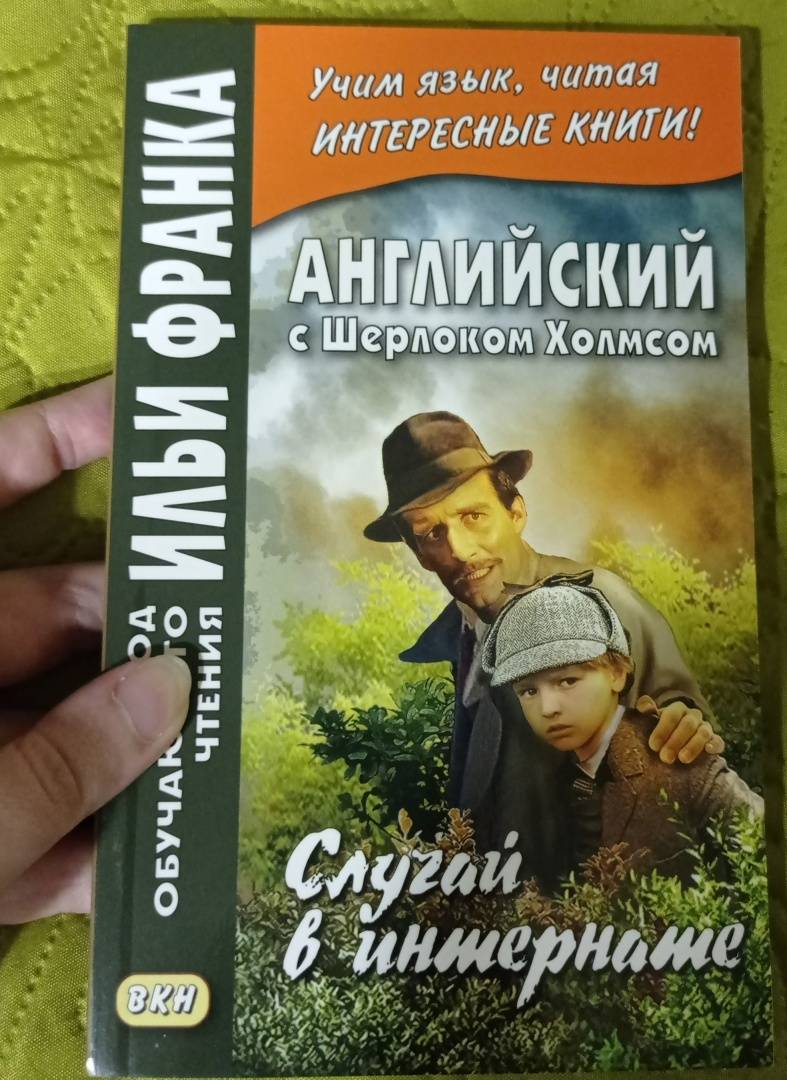 Учим язык, читая
ИНТЕРЕСНЫЕ КНИГИ!
АНГЛИЙСКИЙ
с Шерлоком Холмсом
Случай
в интернате
ИЛЬИ ФРАНКА
ЧТЕНИЯ
ВКН